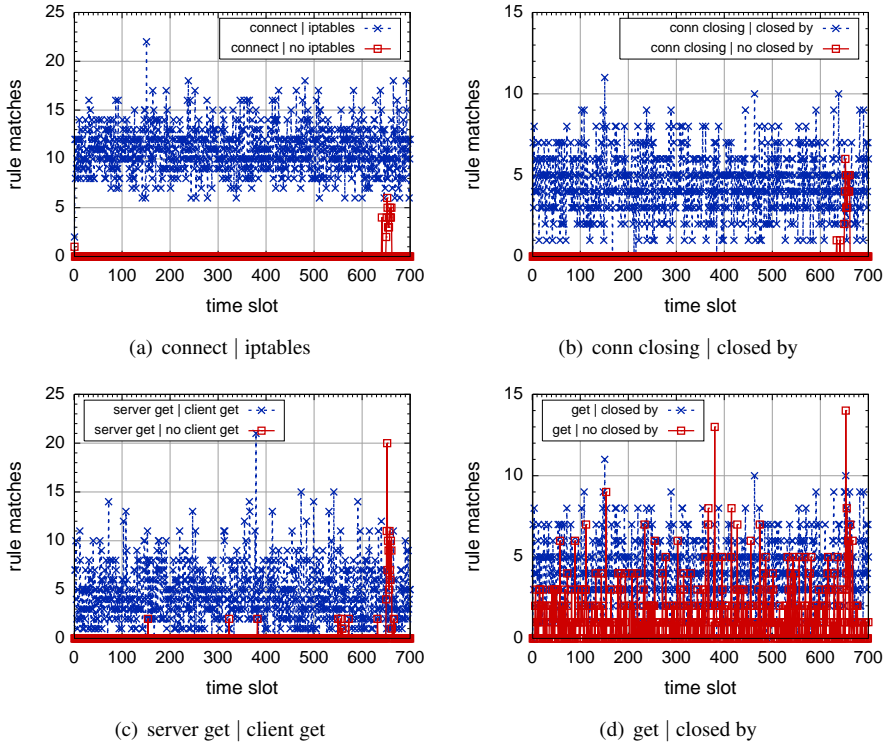 connect | iptables
connect | no iptables
25
20
15
10
5
0
rule matches
0 100 200 300 400 500 600 700
time slot
(a) connect | iptables
conn closing | closed by
conn closing | no closed by
15
10
5
0
rule matches
0 100 200 300 400 500 600 700
time slot
(b) conn closing | closed by
server get | client get
server get | no client get
25
20
15
10
5
0
rule matches
0 100 200 300 400 500 600 700
time slot
(c) server get | client get
get | closed by
get | no closed by
15
10
5
0
rule matches
0 100 200 300 400 500 600 700
time slot
(d) get | closed by